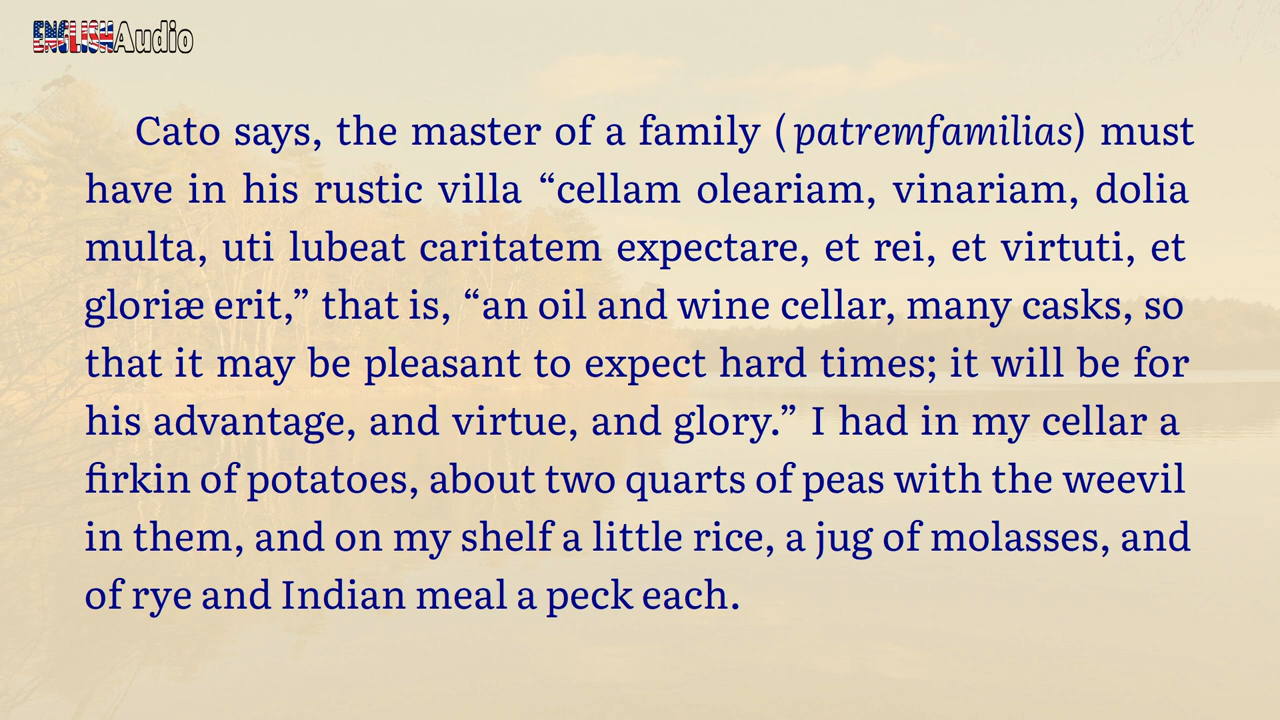 ENGLISHAudio
Cato says, the master of a family (patremfamilias) must
have in his rustic villa “cellam oleariam, vinariam, dolia
multa, uti lubeat caritatem expectare, et rei, et virtuti, et
gloriæ erit,” that is, “an oil and wine cellar, many casks, so
that it may be pleasant to expect hard times; it will be for
his advantage, and virtue, and glory.” I had in my cellar a
firkin of potatoes, about two quarts of peas with the weevil
in them, and on my shelf a little rice, a jug of molasses, and
of rye and Indian meal a peck each.